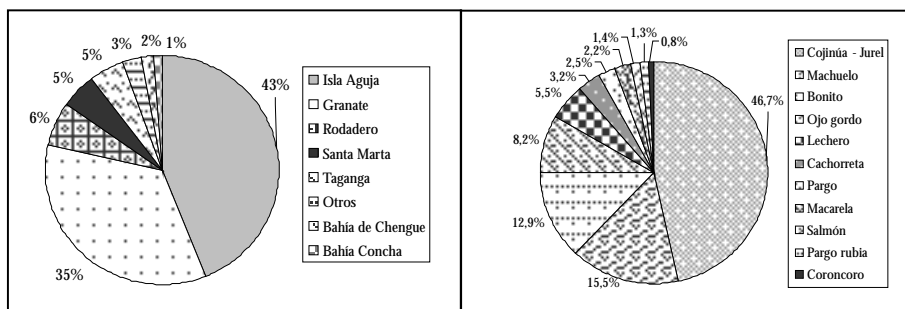 2%
1%
3%
5%
5%
6%
43%
35%
Isla Aguja
Granate
Rodadero
Santa Marta
Taganga
Otros
Bahía de Chengue
Bahía Concha
1,4%
1,3%
0,8%
2,2%
2,5%
3,2%
5,5%
8,2%
12,9%
15,5%
46,7%
Cojinúa - Jurel
Machuelo
Bonito
Ojo gordo
Lechero
Cachorreta
Pargo
Macarela
Salmón
Pargo rubia
Coroncoro